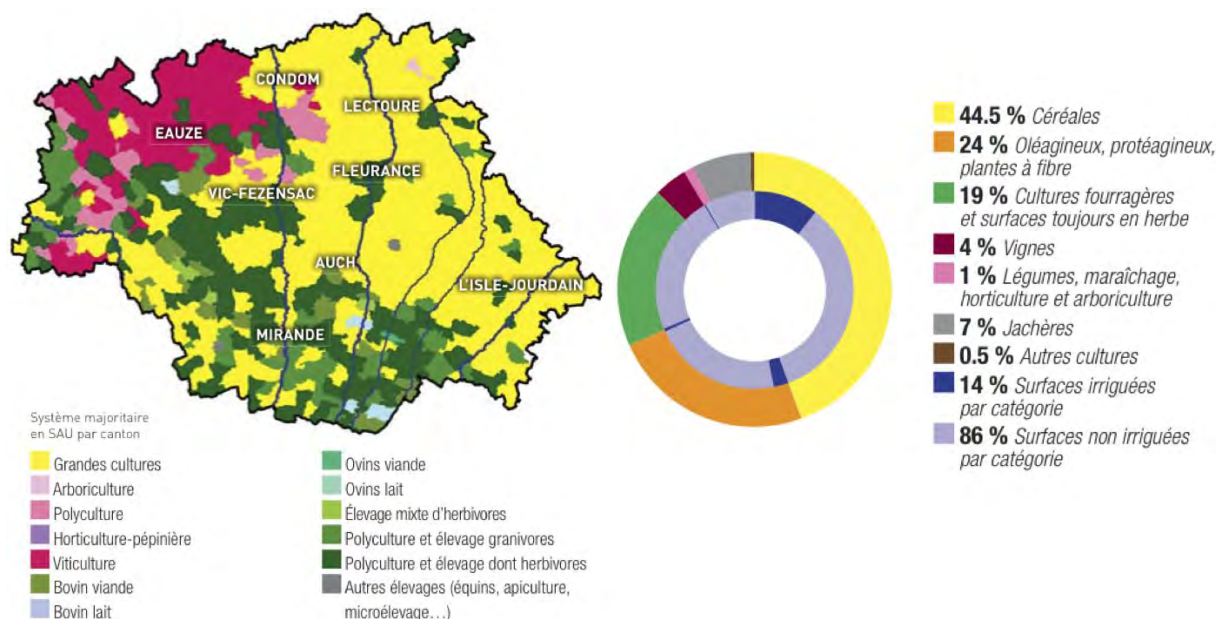 CONDOM
LECTOURE
EAUZE
FLEURANCE
VIC-FEZENSAC
AUCH
L'ISLE-JOURDAIN
MIRANDE
Système majoritaire
en SAU par canton
Grandes cultures
Arboriculture
Polyculture
Horticulture-pépinière
Viticulture
Bovin viande
Bovin lait
Ovins viande
Ovins lait
Élevage mixte d'herbivores
Polyculture et élevage granivores
Polyculture et élevage dont herbivores
Autres élevages (équins, apiculture,
microélevage…)
44.5 % Céréales
24 % Oléagineux, protéagineux,
plantes à fibre
19 % Cultures fourragères
et surfaces toujours en herbe
4 % Vignes
1 % Légumes, maraîchage,
horticulture et arboriculture
7 % Jachères
0.5 % Autres cultures
14 % Surfaces irriguées
par catégorie
86 % Surfaces non irriguées
par catégorie